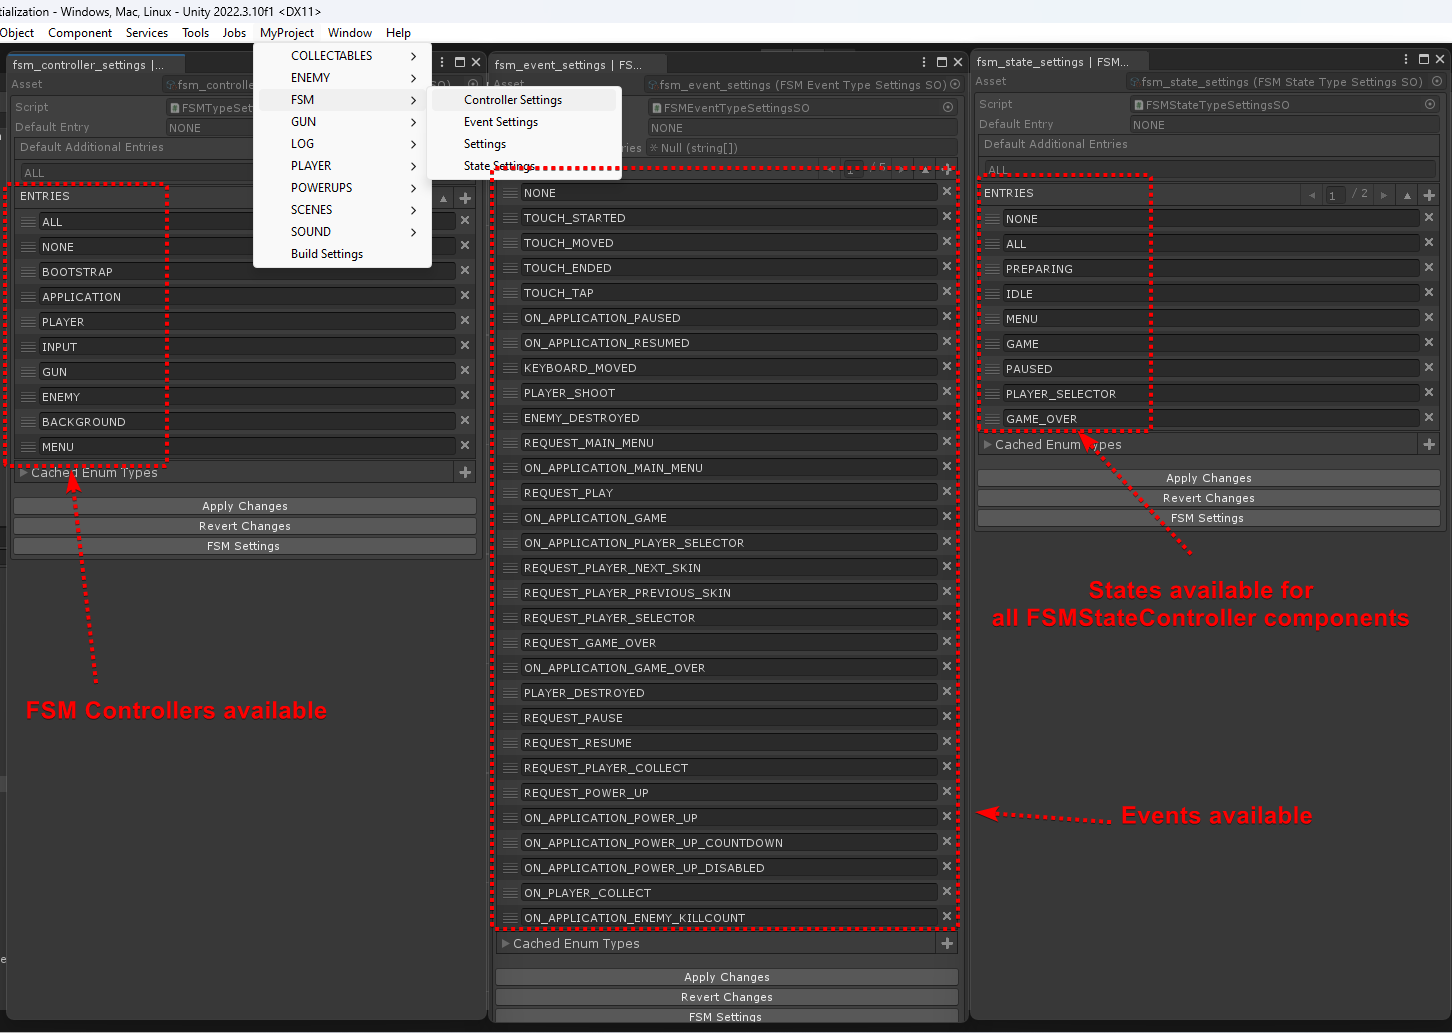 tialization - Windows, Mac, Linux - Unity 2022.3.10f1 <DX11>
Object Component Services Tools Jobs MyProject Window Help
COLLECTABLES
ENEMY
FSM
GUN
LOG
PLAYER
POWERUPS
SCENES
SOUND
Build Settings
Controller Settings
Event Settings
Settings
State Settings
fsm_controller_settings |...
Asset fsm_controlle SO)
Script FSMTypeSet
Default Entry NONE
Default Additional Entries
ALL
ENTRIES
ALL
NONE
BOOTSTRAP
APPLICATION
PLAYER
INPUT
GUN
ENEMY
BACKGROUND
MENU
Cached Enum Types
Apply Changes
Revert Changes
FSM Settings
FSM Controllers available
fsm_event_settings | FS...
Asset fsm_event_settings (FSM Event Type Settings SO)
FSMEventTypeSettingsSO
NONE
ries Null (string[])
1 / 5
NONE
TOUCH_STARTED
TOUCH_MOVED
TOUCH_ENDED
TOUCH_TAP
ON_APPLICATION_PAUSED
ON_APPLICATION_RESUMED
KEYBOARD_MOVED
PLAYER_SHOOT
ENEMY_DESTROYED
REQUEST_MAIN_MENU
ON_APPLICATION_MAIN_MENU
REQUEST_PLAY
ON_APPLICATION_GAME
ON_APPLICATION_PLAYER_SELECTOR
REQUEST_PLAYER_NEXT_SKIN
REQUEST_PLAYER_PREVIOUS_SKIN
REQUEST_PLAYER_SELECTOR
REQUEST_GAME_OVER
ON_APPLICATION_GAME_OVER
PLAYER_DESTROYED
REQUEST_PAUSE
REQUEST_RESUME
REQUEST_PLAYER_COLLECT
REQUEST_POWER_UP
ON_APPLICATION_POWER_UP
ON_APPLICATION_POWER_UP_COUNTDOWN
ON_APPLICATION_POWER_UP_DISABLED
ON_PLAYER_COLLECT
ON_APPLICATION_ENEMY_KILLCOUNT
Cached Enum Types
Apply Changes
Revert Changes
FSM Settings
Events available
fsm_state_settings | FSM...
Asset fsm_state_settings (FSM State Type Settings SO)
Script FSMStateTypeSettingsSO
Default Entry NONE
Default Additional Entries
ALL
ENTRIES 1 / 2
NONE
ALL
PREPARING
IDLE
MENU
GAME
PAUSED
PLAYER_SELECTOR
GAME_OVER
Cached Enum Types
Apply Changes
Revert Changes
FSM Settings
States available for
all FSMStateController components